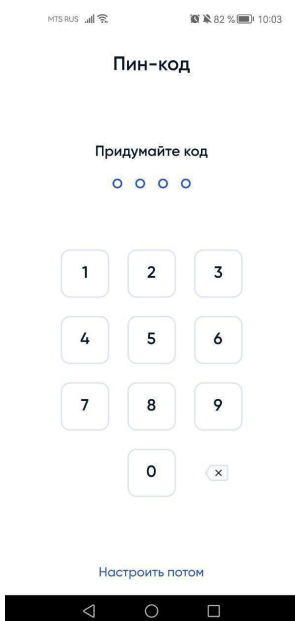 MTS RUS 82 % 10:03
Пин-код
Придумайте код
1 2 3
4 5 6
7 8 9
0
Настроить потом